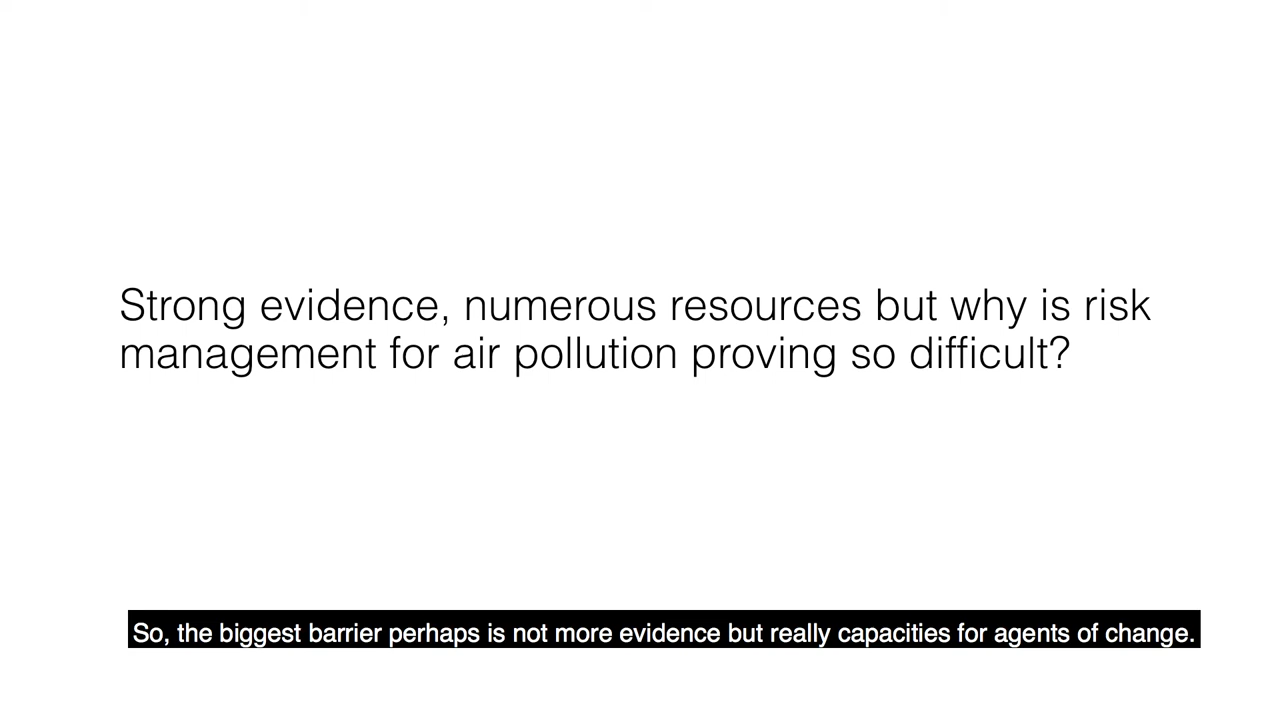 Strong evidence, numerous resources but why is risk
management for air pollution proving so difficult?
So, the biggest barrier perhaps is not more evidence but really capacities for agents of change.